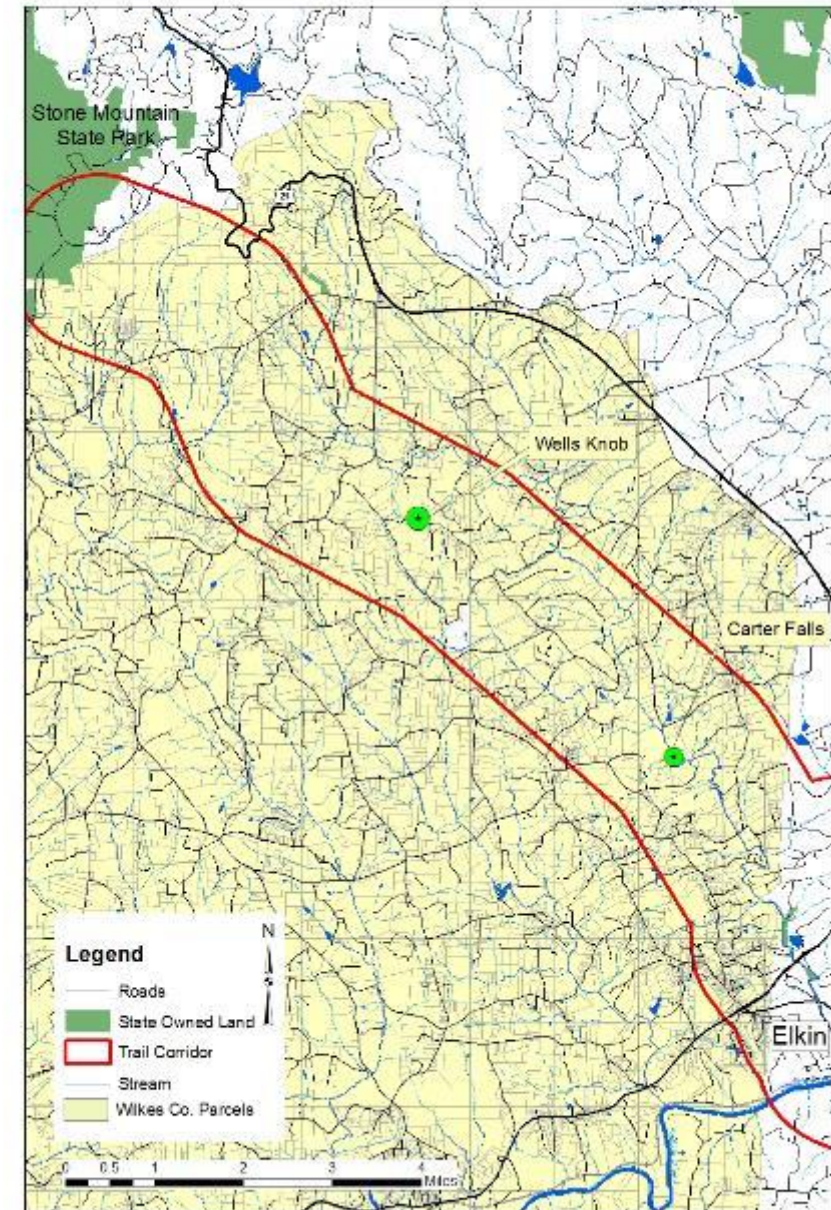 Stone Mountain
State Park
21
Wells Knob
Carter Falls
Elkin
Legend
N
Roads
State Owned Land
Trail Corridor
Stream
Wilkes Co. Parcels
0 0.5 1 2 3 4
Miles